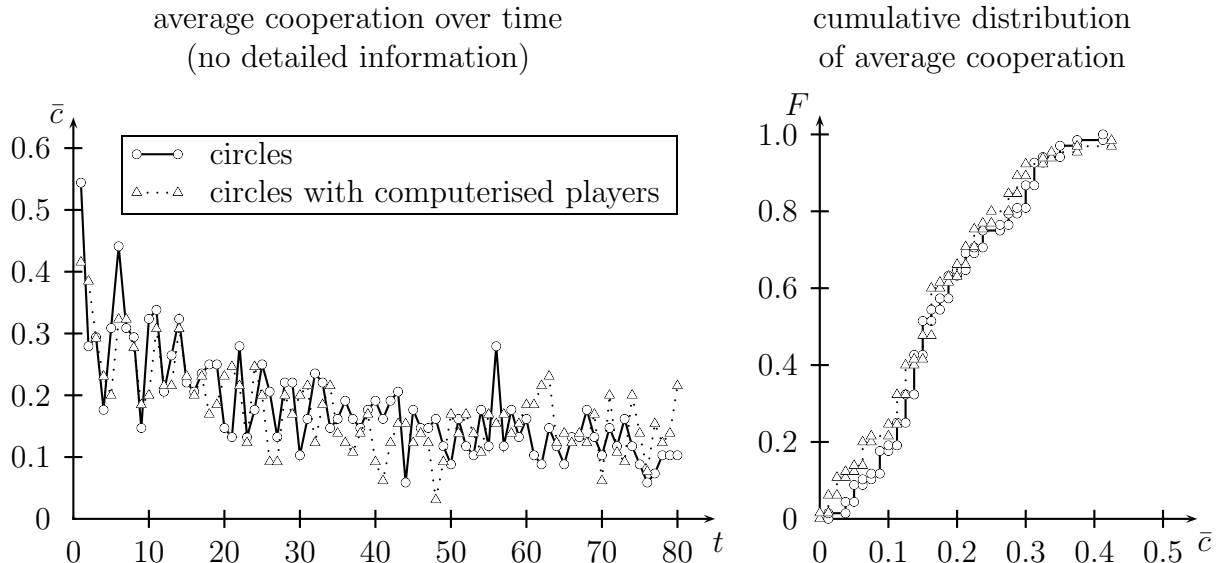 average cooperation over time
(no detailed information)
c̄
0.6
0.5
0.4
0.3
0.2
0.1
0
circles
circles with computerised players
0 10 20 30 40 50 60 70 80 t
cumulative distribution
of average cooperation
F
1.0
0.8
0.6
0.4
0.2
0
0 0.1 0.2 0.3 0.4 0.5 c̄